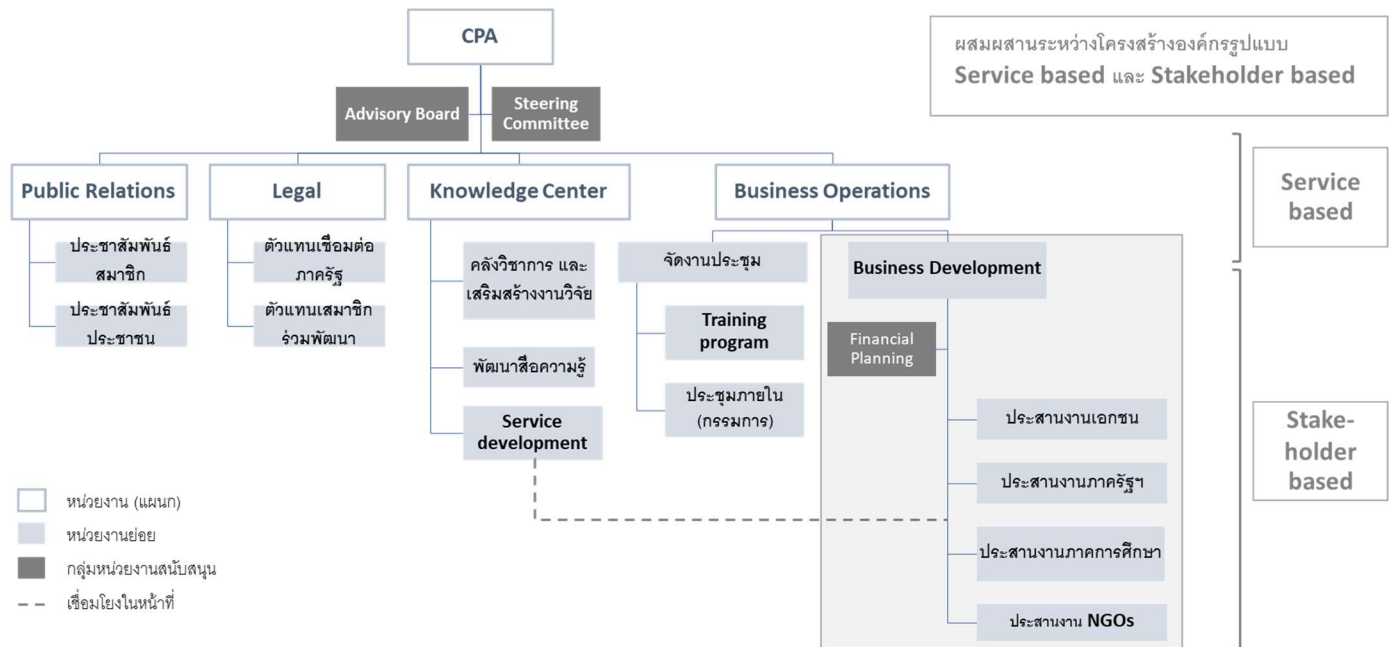 CPA
ผสมผสานระหว่างโครงสร้างองค์กรรูปแบบ
Service based และ Stakeholder based
Advisory Board
Steering
Committee
Public Relations
Legal
Knowledge Center
Business Operations
Service
based
ประชาสัมพันธ์
สมาชิก
ประชาสัมพันธ์
ประชาชน
ตัวแทนเชื่อมต่อ
ภาครัฐ
ตัวแทนสมาชิก
ร่วมพัฒนา
คลังวิชาการ และ
เสริมสร้างงานวิจัย
พัฒนาสื่อความรู้
Service
development
จัดงานประชุม
Training
program
ประชุมภายใน
(กรรมการ)
Business Development
Financial
Planning
ประสานงานเอกชน
ประสานงานภาครัฐฯ
ประสานงานภาคการศึกษา
ประสานงาน NGOs
Stake-
holder
based
หน่วยงาน (แผนก)
หน่วยงานย่อย
กลุ่มหน่วยงานสนับสนุน
เชื่อมโยงในหน้าที่